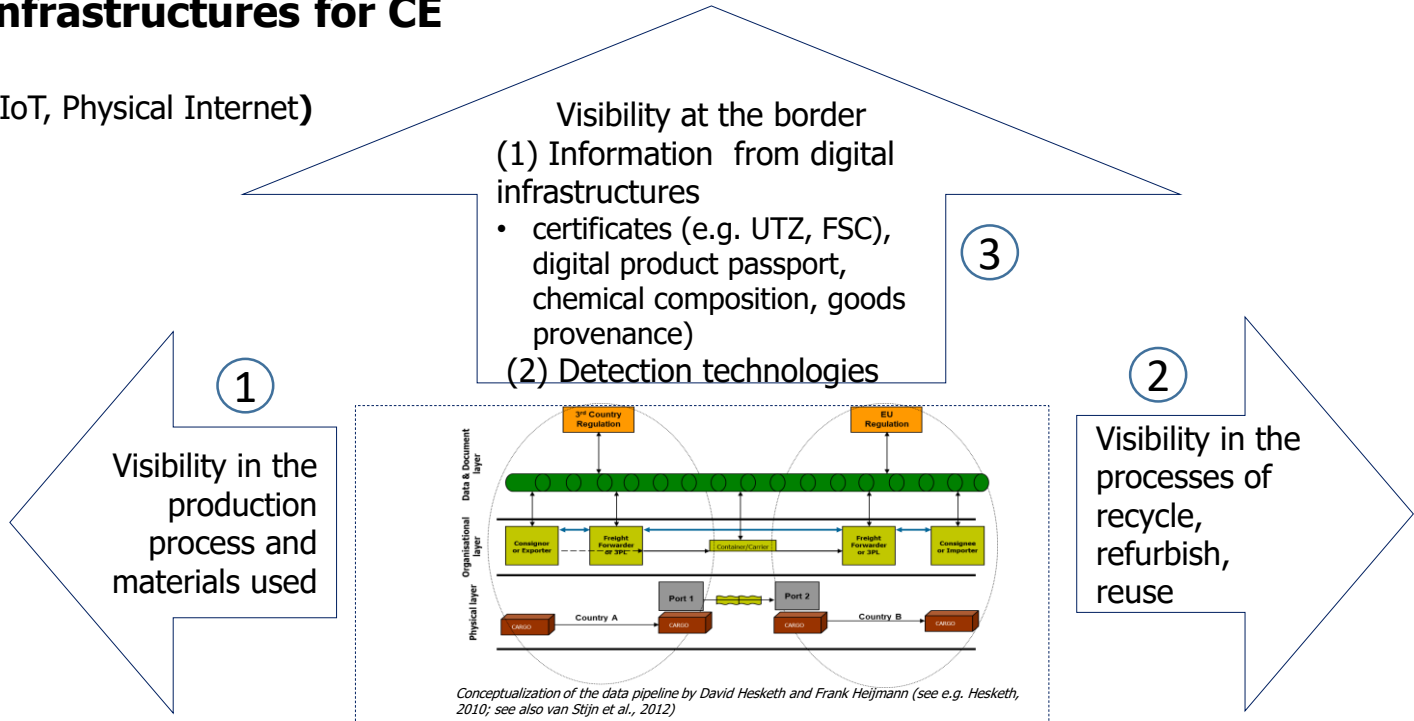 nfrastructures for CE
IoT, Physical Internet)
Visibility at the border
(1) Information from digital
infrastructures
• certificates (e.g. UTZ, FSC),
digital product passport,
chemical composition, goods
provenance)
(2) Detection technologies
3
1
Visibility in the
production
process and
materials used
2
Visibility in the
processes of
recycle,
refurbish,
reuse
3rd Country
Regulation
EU
Regulation
Data & Document
layer
Organisational
layer
Consignor
or Exporter
Freight
Forwarder
or 3PL
Container/Carrier
Freight
Forwarder
or 3PL
Consignee
or Importer
Physical layer
Port 1
Port 2
CARGO
Country A
CARGO
CARGO
Country B
CARGO
Conceptualization of the data pipeline by David Hesketh and Frank Heijmann (see e.g. Hesketh,
2010; see also van Stijn et al., 2012)